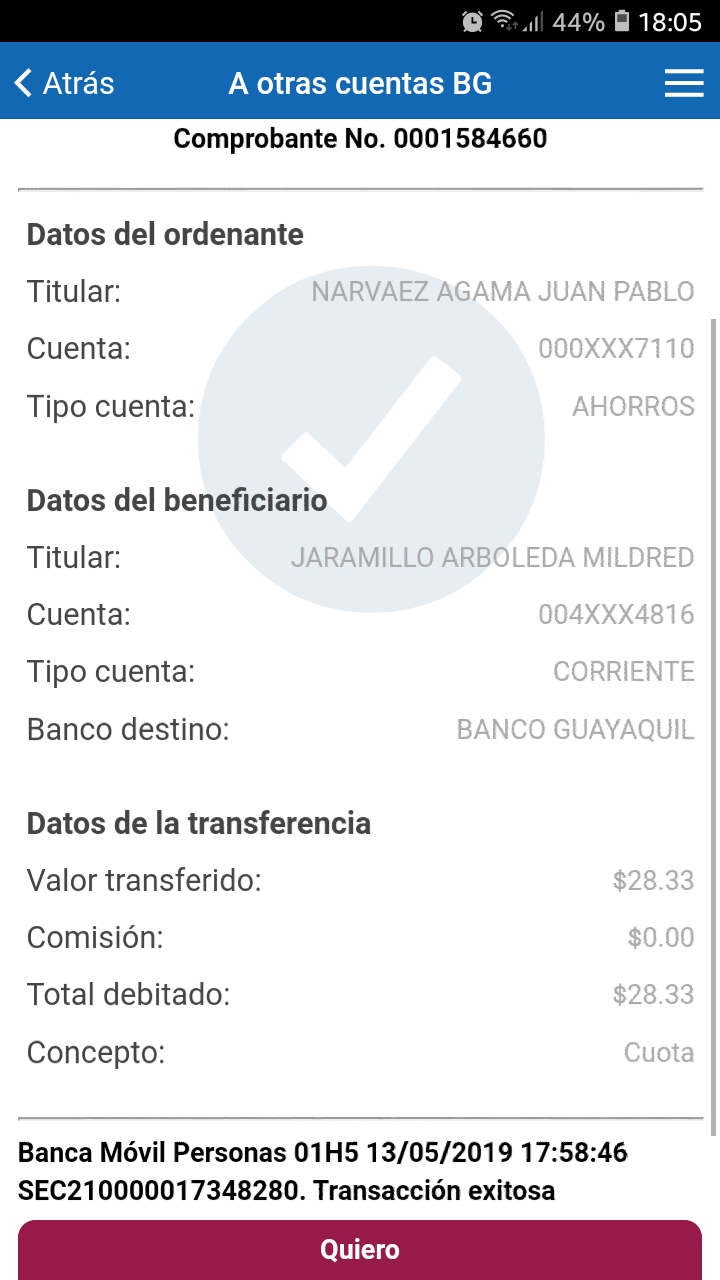 44% 18:05
Atrás A otras cuentas BG
Comprobante No. 0001584660
Datos del ordenante
Titular: NARVAEZ AGAMA JUAN PABLO
Cuenta: 000XXX7110
Tipo cuenta: AHORROS
Datos del beneficiario
Titular: JARAMILLO ARBOLEDA MILDRED
Cuenta: 004XXX4816
Tipo cuenta: CORRIENTE
Banco destino: BANCO GUAYAQUIL
Datos de la transferencia
Valor transferido: $28.33
Comisión: $0.00
Total debitado: $28.33
Concepto: Cuota
Banca Móvil Personas 01H5 13/05/2019 17:58:46
SEC210000017348280. Transacción exitosa
Quiero